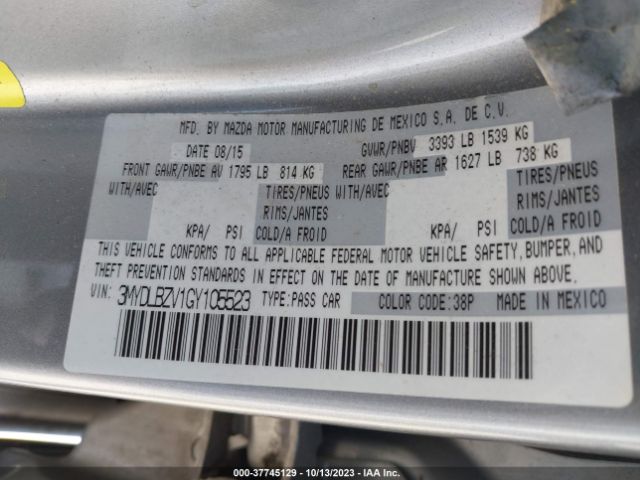 MFD. BY MAZDA MOTOR MANUFACTURING DE MEXICO S.A. DE C.V.
DATE 08/15 GVWR/PNBV 3393 LB 1539 KG
FRONT GAWR/PNBE AV 1795 LB 814 KG REAR GAWR/PNBE AR 1627 LB 738 KG
WITH/AVEC TIRES/PNEUS WITH/AVEC TIRES/PNEUS
RIMS/JANTES RIMS/JANTES
KPA/ PSI COLD/A FROID KPA/ PSI COLD/A FROID
THIS VEHICLE CONFORMS TO ALL APPLICABLE FEDERAL MOTOR VEHICLE SAFETY, BUMPER, AND
THEFT PREVENTION STANDARDS IN EFFECT ON THE DATE OF MANUFACTURE SHOWN ABOVE.
VIN: 3MYDLBZV1GY105523 TYPE:PASS CAR COLOR CODE:38P MADE IN MEXICO
000-37745129 | 10/13/2023 | IAA Inc.